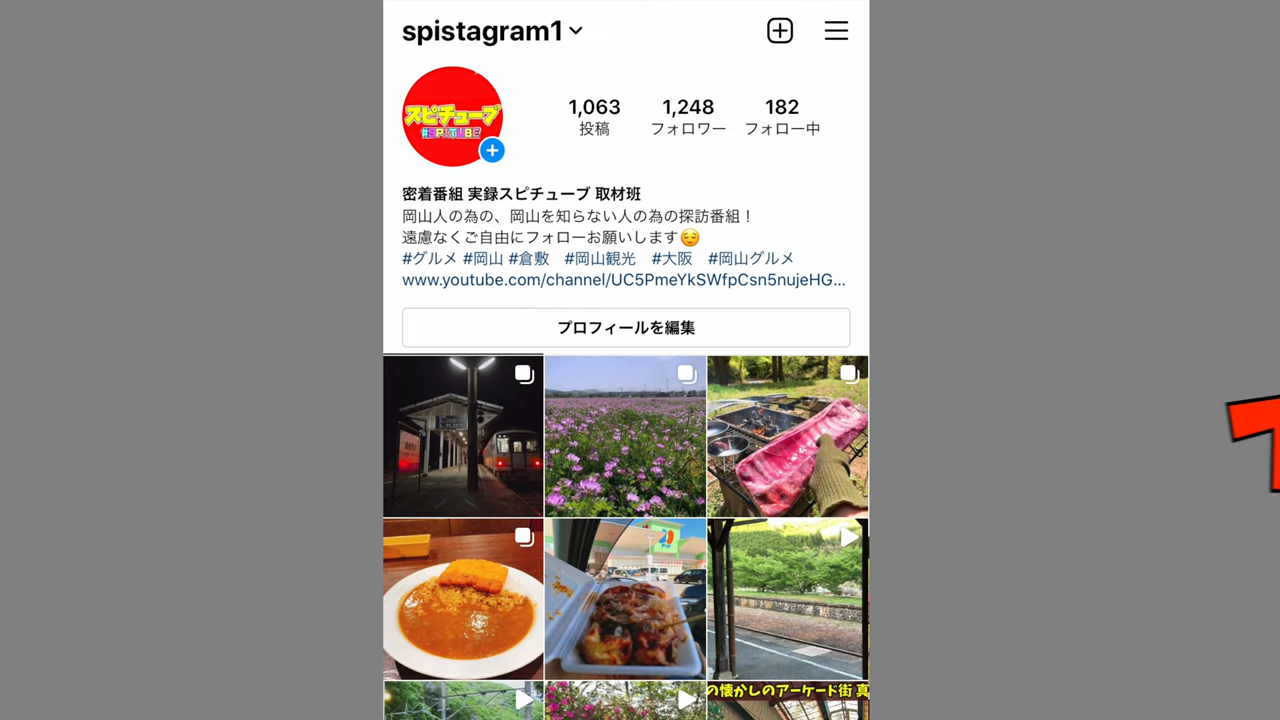 spistagram1
スピチューブ
#SPITUBE
1,063
投稿
1,248
フォロワー
182
フォロー中
密着番組 実録スピチューブ 取材班
岡山人の為の、岡山を知らない人の為の探訪番組！
遠慮なくご自由にフォローお願いします😌
#グルメ #岡山 #倉敷 #岡山観光 #大阪 #岡山グルメ
www.youtube.com/channel/UC5PmeYkSWfpCsn5nujeHG...
プロフィールを編集
の懐かしのアーケード街 真